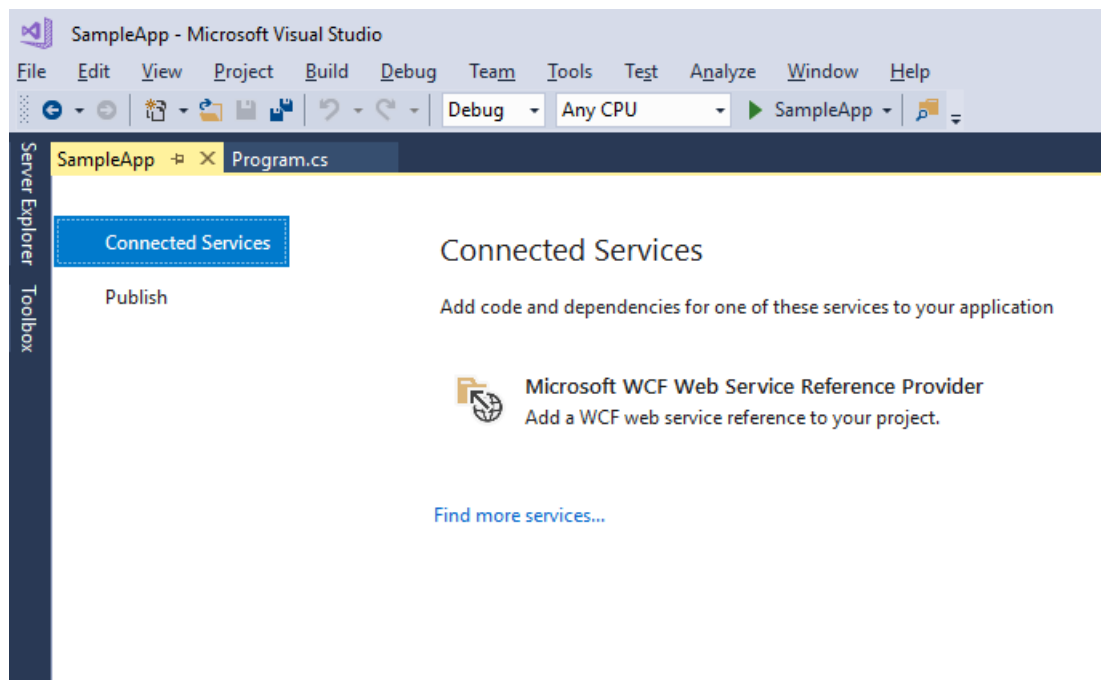 SampleApp - Microsoft Visual Studio
File Edit View Project Build Debug Team Tools Test Analyze Window Help
Debug Any CPU SampleApp
Server Explorer
Toolbox
SampleApp Program.cs
Connected Services
Publish
Connected Services
Add code and dependencies for one of these services to your application
Microsoft WCF Web Service Reference Provider
Add a WCF web service reference to your project.
Find more services...